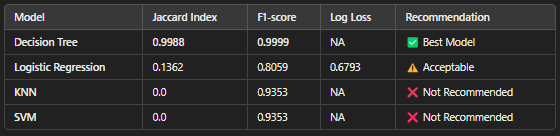 Model Jaccard Index F1-score Log Loss Recommendation
Decision Tree 0.9988 0.9999 NA ✅ Best Model
Logistic Regression 0.1362 0.8059 0.6793 ⚠️ Acceptable
KNN 0.0 0.9353 NA ❌ Not Recommended
SVM 0.0 0.9353 NA ❌ Not Recommended